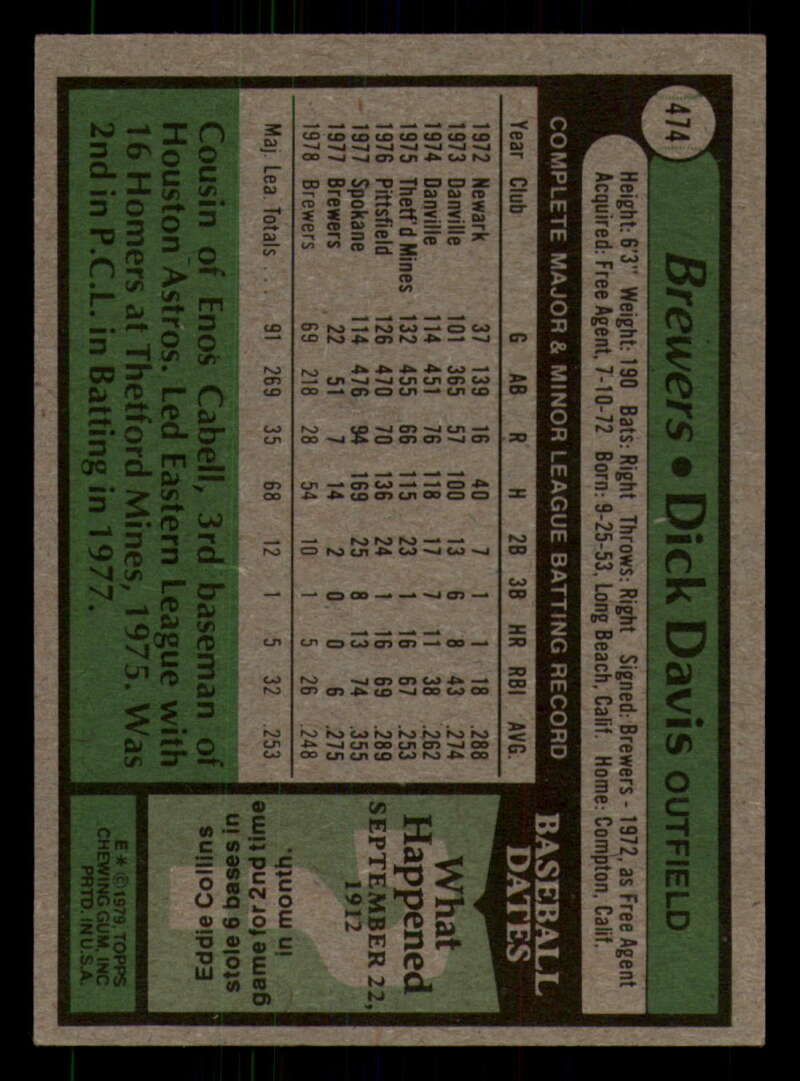 474
Brewers • Dick Davis OUTFIELD
Height: 6'3" Weight: 190 Bats: Right Throws: Right Signed: Brewers - 1972, as Free Agent
Acquired: Free Agent, 7-10-72 Born: 9-25-53, Long Beach, Calif. Home: Compton, Calif.
COMPLETE MAJOR & MINOR LEAGUE BATTING RECORD
Year Club G AB R H 2B 3B HR RBI AVG.
1972 Newark 37 139 16 40 7 1 1 18 .288
1973 Danville 101 365 57 100 13 6 8 43 .274
1974 Danville 114 451 76 118 17 7 11 38 .262
1975 Thetf'd Mines 132 455 66 115 23 1 16 67 .253
1976 Pittsfield 126 470 70 136 24 1 16 69 .289
1977 Spokane 114 476 94 169 25 8 13 74 .355
1977 Brewers 22 51 7 14 2 0 0 6 .275
1978 Brewers 69 218 28 54 10 1 5 26 .248
Maj. Lea. Totals . . . 91 269 35 68 12 1 5 32 .253
Cousin of Enos Cabell, 3rd baseman of
Houston Astros. Led Eastern League with
16 Homers at Thetford Mines, 1975. Was
2nd in P.C.L. in Batting in 1977.
BASEBALL
DATES
What
Happened
SEPTEMBER 22,
1912
Eddie Collins
stole 6 bases in
game for 2nd time
in month.
E * © 1979, TOPPS
CHEWING GUM, INC
PRTD. IN U.S.A.